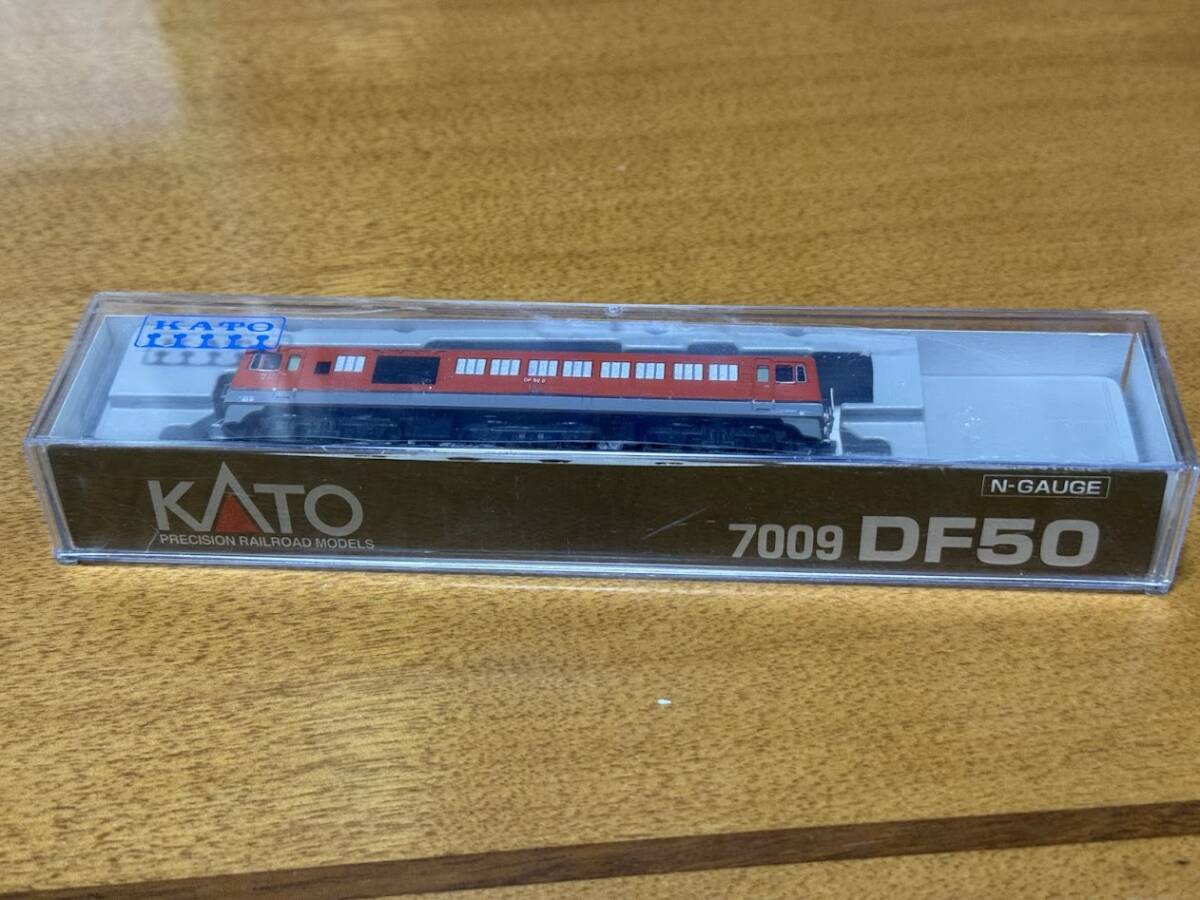 KATO
KATO
PRECISION RAILROAD MODELS
N-GAUGE
7009 DF50